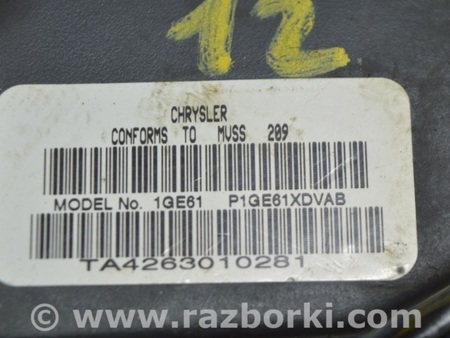 12
CHRYSLER
CONFORMS TO MVSS 209
MODEL No. 1GE61 P1GE61XDVAB
TA4263010281
© www.razborki.com